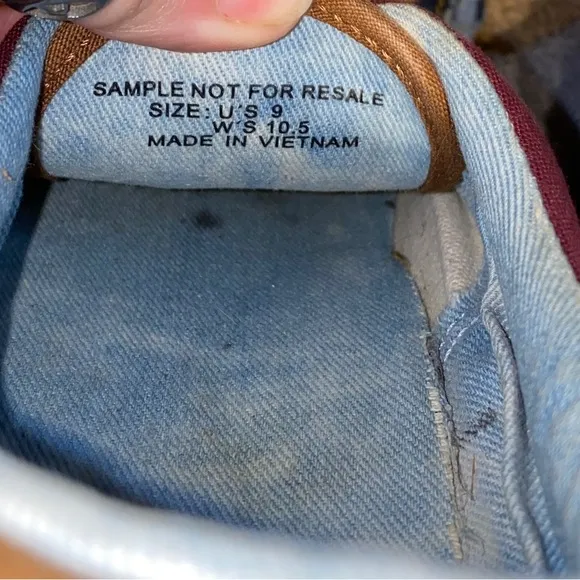 SAMPLE NOT FOR RESALE
SIZE: U'S 9
W'S 10.5
MADE IN VIETNAM